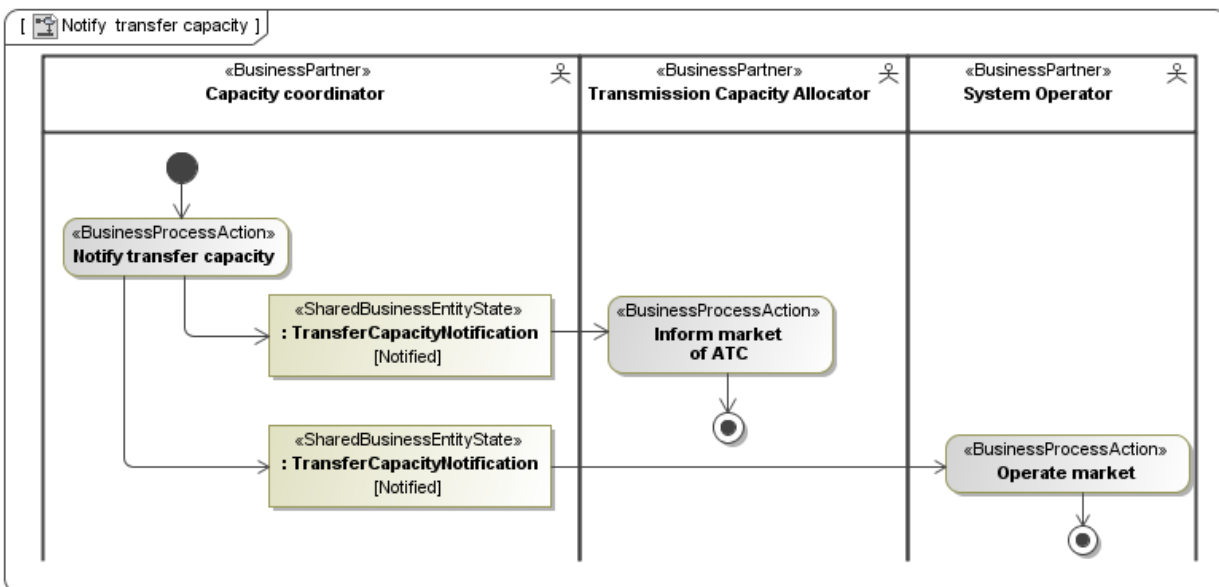 [ Notify transfer capacity ]
«BusinessPartner»
Capacity coordinator
«BusinessPartner»
Transmission Capacity Allocator
«BusinessPartner»
System Operator
«BusinessProcessAction»
Notify transfer capacity
«SharedBusinessEntityState»
: TransferCapacityNotification
[Notified]
«BusinessProcessAction»
Inform market
of ATC
«SharedBusinessEntityState»
: TransferCapacityNotification
[Notified]
«BusinessProcessAction»
Operate market